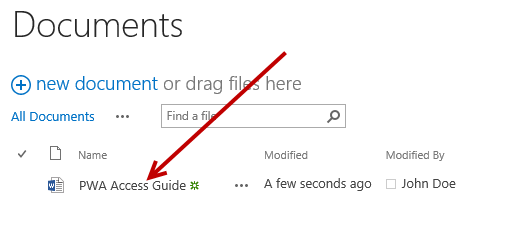 Documents
new document or drag files here
All Documents ...
Find a file
Name Modified Modified By
PWA Access Guide ... A few seconds ago John Doe